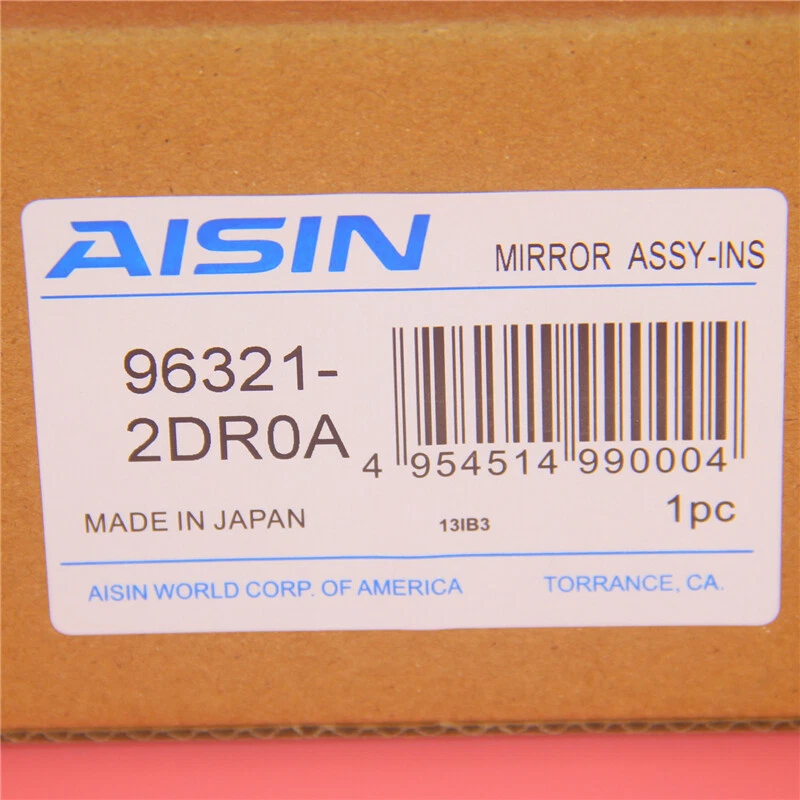 AISIN
MIRROR ASSY-INS
96321-
2DR0A
4 954514 990004
MADE IN JAPAN
13IB3
1pc
AISIN WORLD CORP. OF AMERICA
TORRANCE, CA.